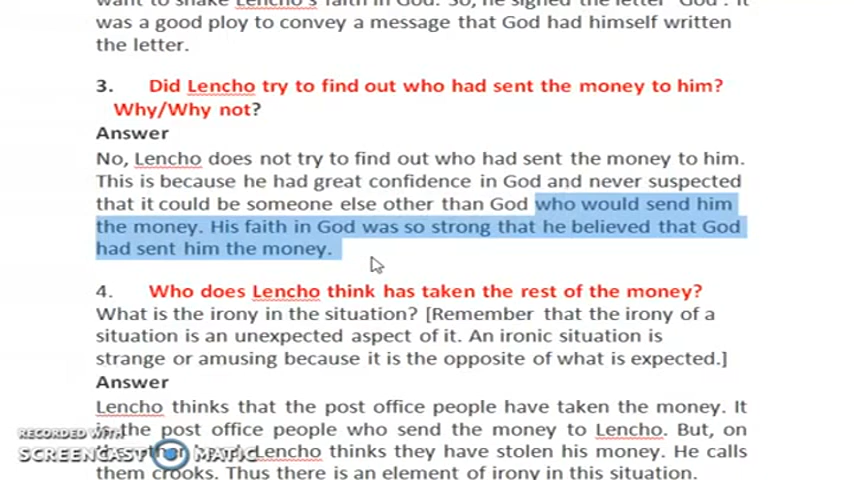 want to shake Lencho's faith in God. So, he signed the letter "God". It
was a good ploy to convey a message that God had himself written
the letter.
3. Did Lencho try to find out who had sent the money to him?
Why/Why not?
Answer
No, Lencho does not try to find out who had sent the money to him.
This is because he had great confidence in God and never suspected
that it could be someone else other than God who would send him
the money. His faith in God was so strong that he believed that God
had sent him the money.
4. Who does Lencho think has taken the rest of the money?
What is the irony in the situation? [Remember that the irony of a
situation is an unexpected aspect of it. An ironic situation is
strange or amusing because it is the opposite of what is expected.]
Answer
Lencho thinks that the post office people have taken the money. It
is the post office people who send the money to Lencho. But, on
the other hand, Lencho thinks they have stolen his money. He calls
them crooks. Thus there is an element of irony in this situation.
RECORDED WITH
SCREENCAST MATIC